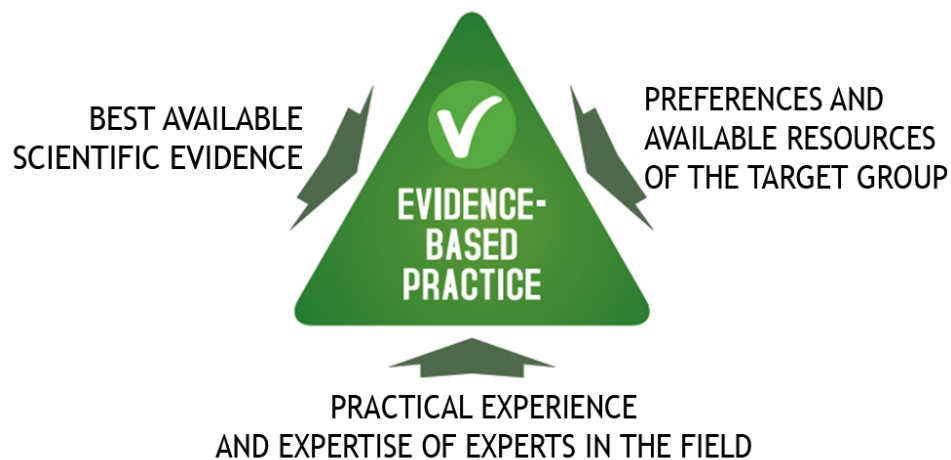 BEST AVAILABLE
SCIENTIFIC EVIDENCE
PREFERENCES AND
AVAILABLE RESOURCES
OF THE TARGET GROUP
EVIDENCE-
BASED
PRACTICE
PRACTICAL EXPERIENCE
AND EXPERTISE OF EXPERTS IN THE FIELD